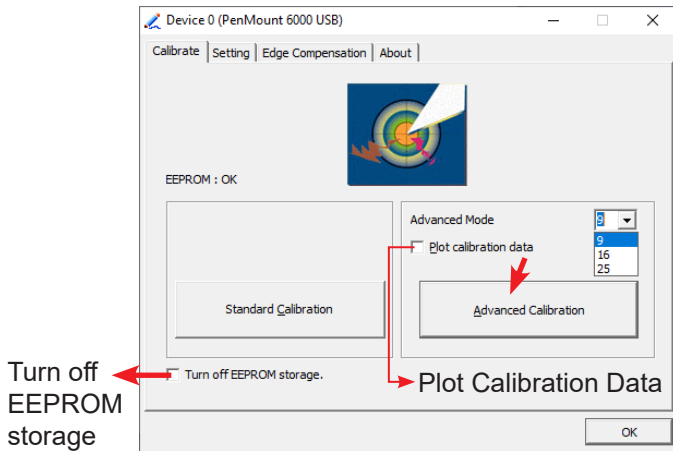 Device 0 (PenMount 6000 USB)
Calibrate Setting Edge Compensation About
EEPROM : OK
Advanced Mode 9
Plot calibration data
9
16
25
Standard Calibration
Advanced Calibration
Turn off EEPROM storage.
Turn off
EEPROM
storage
Plot Calibration Data
OK